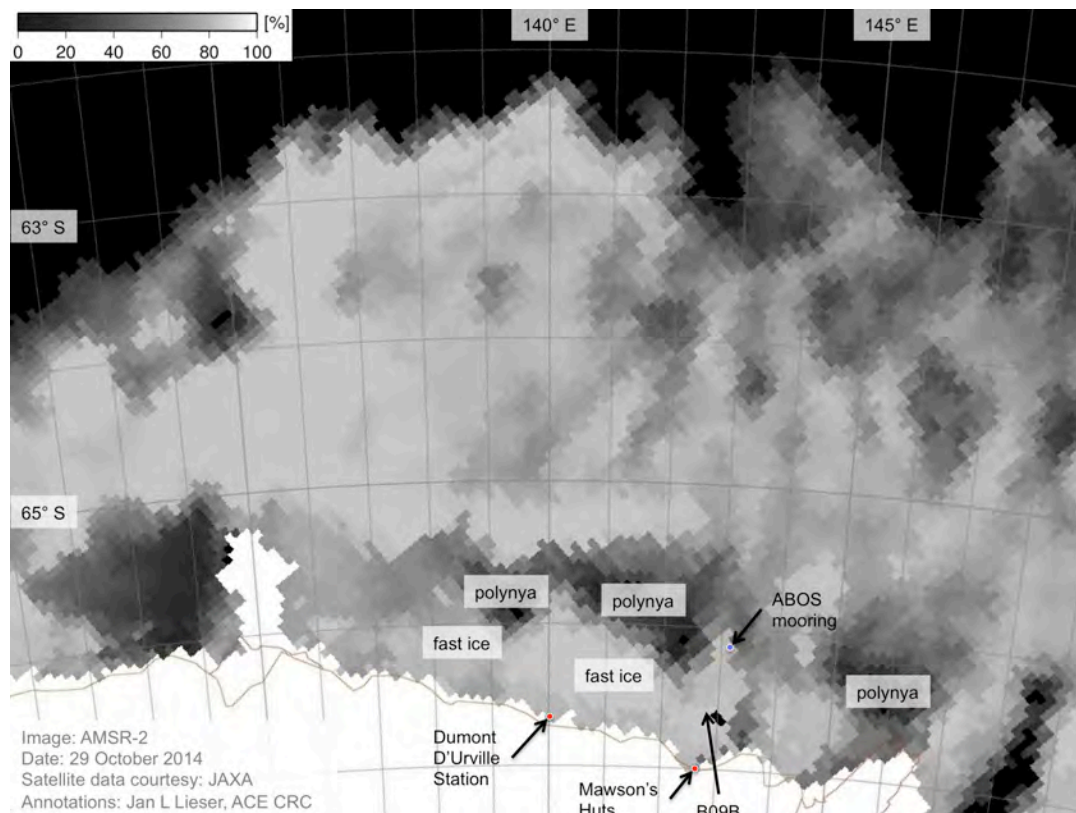 [%]
0 20 40 60 80 100
140° E
145° E
63° S
65° S
polynya
polynya
ABOS
mooring
fast ice
fast ice
polynya
Dumont
D'Urville
Station
Mawson's
Huts
B09B
Image: AMSR-2
Date: 29 October 2014
Satellite data courtesy: JAXA
Annotations: Jan L Lieser, ACE CRC